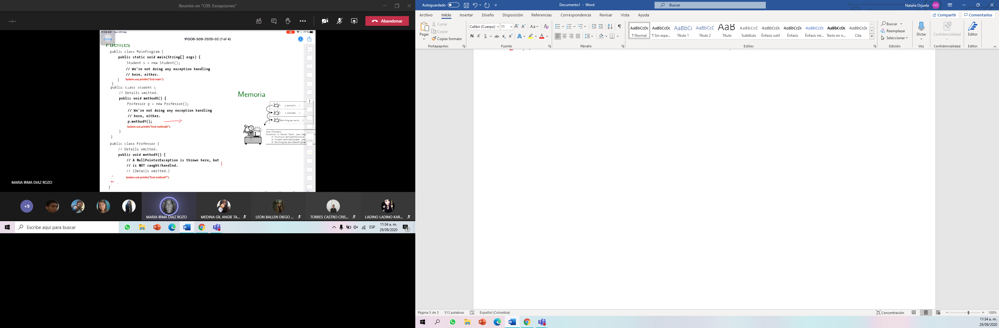 Reunión en "C09. Excepciones"
--:--
Abandonar
11:34 AM Tue 29 Sep
77 %
Done
!POOB-S09-2020-02 (1 of 4)
Fuentes
public class MainProgram {
public static void main(String[] args) {
Student s = new Student();
// We're not doing any exception handling
// here, either.
} System.out.println("End main");
}
public class Student {
// Details omitted.
public void methodX() {
Professor p = new Professor();
// We're not doing any exception handling
// here, either.
p.methodY();
System.out.println("End methodX");
}
}
public class Professor {
// Details omitted.
public void methodY() {
// A NullPointerException is thrown here, but
// is NOT caught/handled.
// (Details omitted.)
System.out.println("End methodY");
}
Memoria
p.methodY(...)
s.methodX(...)
MainProgram.main(...)
java FSExample
Exception in thread "main" java.lang
at Professor.methodY(Professor.
at Student.methodX(Student.java
at MainProgram.main(MainProgram.
MARIA IRMA DIAZ ROZO
+9
MARIA IRMA DIAZ ROZO
MEDINA GIL ANGIE TA...
LEON BALLEN DIEGO ...
TORRES CASTRO CRIS...
LADINO LADINO KAR...
Escribe aquí para buscar
ESP
11:34 a. m.
29/09/2020
1
Autoguardado
Documento1 - Word
Buscar
Natalia Orjuela
NO
Archivo
Inicio
Insertar
Diseño
Disposición
Referencias
Correspondencia
Revisar
Vista
Ayuda
Compartir
Comentarios
Pegar
Cortar
Copiar
Copiar formato
Portapapeles
Calibri (Cuerpo)
11
Aa
N K S ab x₂ x² A A
Fuente
Párrafo
AaBbCcDc
¶ Normal
AaBbCcDc
¶ Sin espa...
AaBbCc
Título 1
AaBbCcD
Título 2
AaB
Título
AaBbCcD
Subtítulo
AaBbCcDc
Énfasis sutil
AaBbCcDc
Énfasis
AaBbCcDc
Énfasis int...
AaBbCcDc
Texto en n...
AaBbCcDc
Cita
Estilos
Buscar
Reemplazar
Seleccionar
Edición
Dictar
Voz
Confidencialidad
Confidencialidad
Editor
Editor
Página 5 de 5
513 palabras
Español (Colombia)
Concentración
188%
11:34 a. m.
29/09/2020